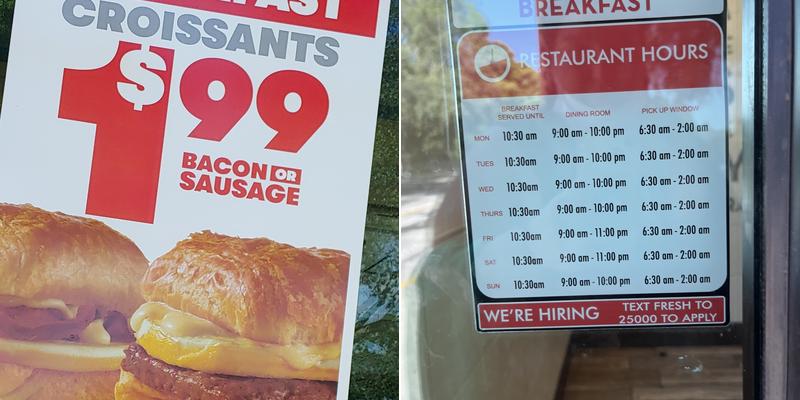 CROISSANTS
$1 99
BACON OR
SAUSAGE
BREAKFAST
RESTAURANT HOURS
BREAKFAST SERVED UNTIL DINING ROOM PICK UP WINDOW
MON 10:30 am 9:00 am - 10:00 pm 6:30 am - 2:00 am
TUES 10:30am 9:00 am - 10:00 pm 6:30 am - 2:00 am
WED 10:30am 9:00 am - 10:00 pm 6:30 am - 2:00 am
THURS 10:30am 9:00 am - 10:00 pm 6:30 am - 2:00 am
FRI 10:30am 9:00 am - 11:00 pm 6:30 am - 2:00 am
SAT 10:30am 9:00 am - 11:00 pm 6:30 am - 2:00 am
SUN 10:30am 9:00 am - 10:00 pm 6:30 am - 2:00 am
WE'RE HIRING
TEXT FRESH TO
25000 TO APPLY